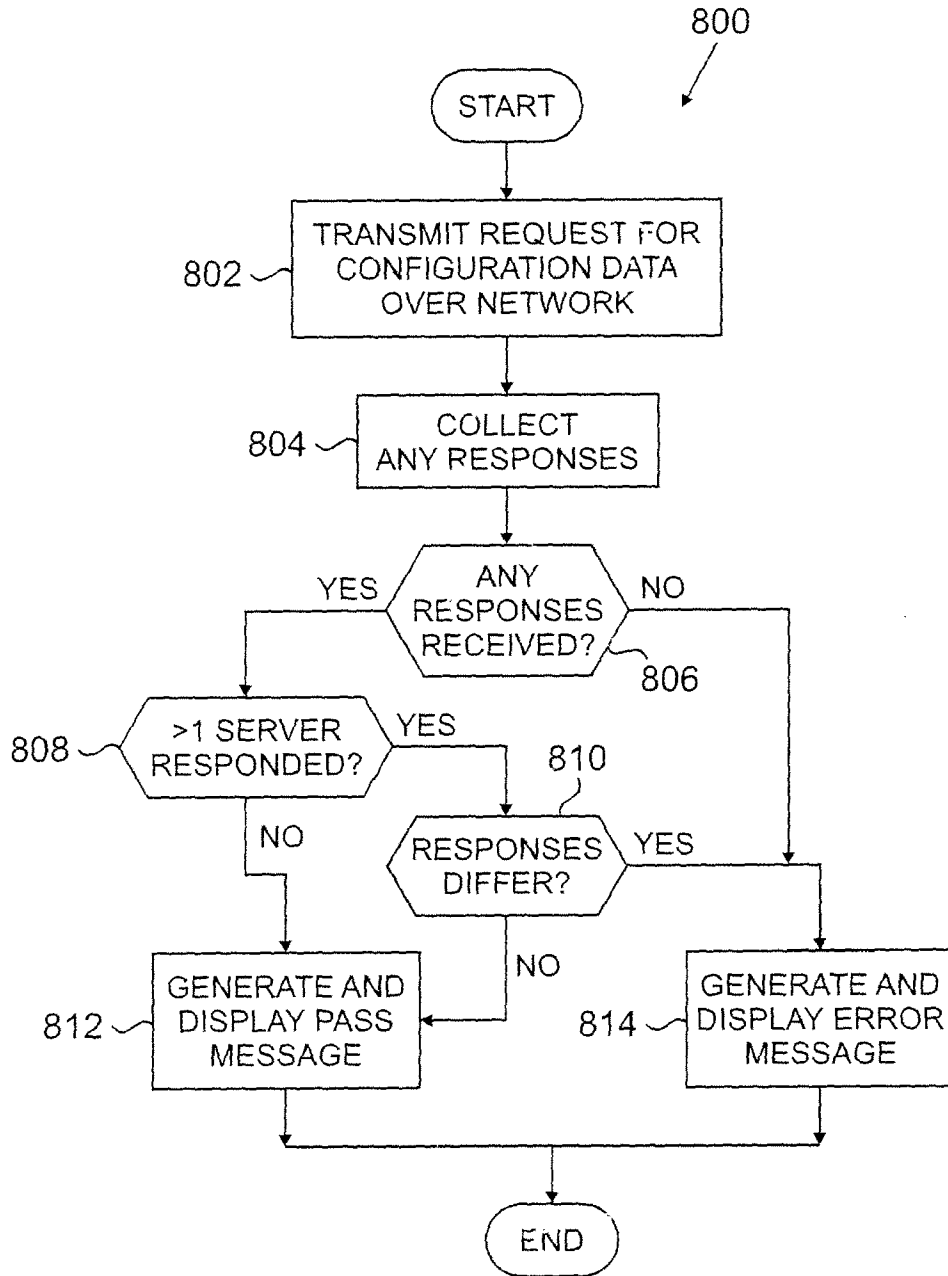 800
START
802
TRANSMIT REQUEST FOR
CONFIGURATION DATA
OVER NETWORK
804
COLLECT
ANY RESPONSES
YES
ANY
RESPONSES
RECEIVED?
NO
806
808
>1 SERVER
RESPONDED?
YES
810
NO
RESPONSES
DIFFER?
YES
NO
812
GENERATE AND
DISPLAY PASS
MESSAGE
814
GENERATE AND
DISPLAY ERROR
MESSAGE
END